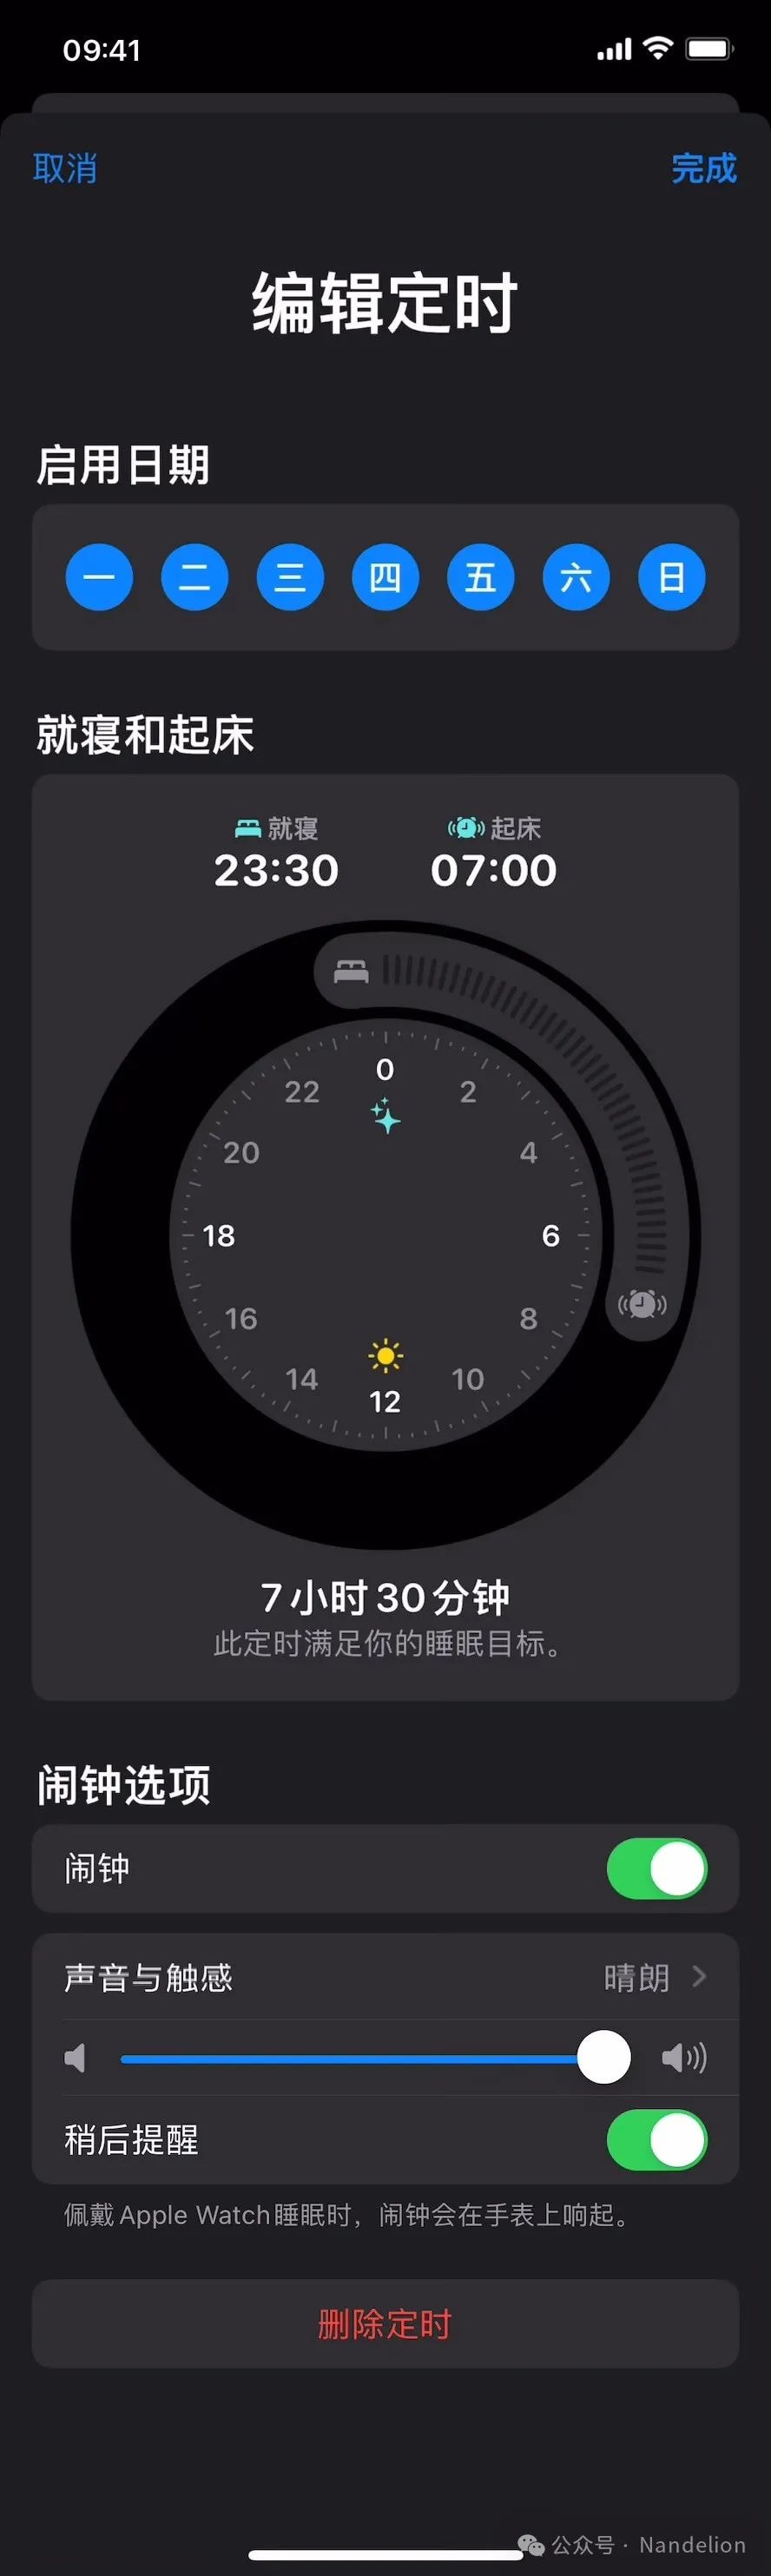 09:41
取消
完成
编辑定时
启用日期
一 二 三 四 五 六 日
就寝和起床
就寝 起床
23:30 07:00
0
22 2
20 4
18 6
16 8
14 10
12
7小时30分钟
此定时满足你的睡眠目标。
闹钟选项
闹钟
声音与触感 晴朗
稍后提醒
佩戴Apple Watch睡眠时，闹钟会在手表上响起。
删除定时
公众号 · Nandelion